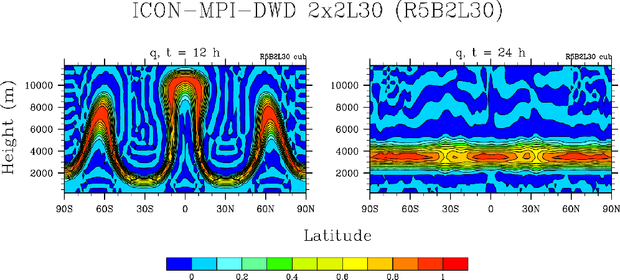 ICON-MPI-DWD 2x2L30 (R5B2L30)
q, t = 12 h
R5B2L30 cub
q, t = 24 h
R5B2L30 cub
Height (m)
10000
8000
6000
4000
2000
10000
8000
6000
4000
2000
90S 60S 30S 0 30N 60N 90N
90S 60S 30S 0 30N 60N 90N
Latitude
0 0.2 0.4 0.6 0.8 1